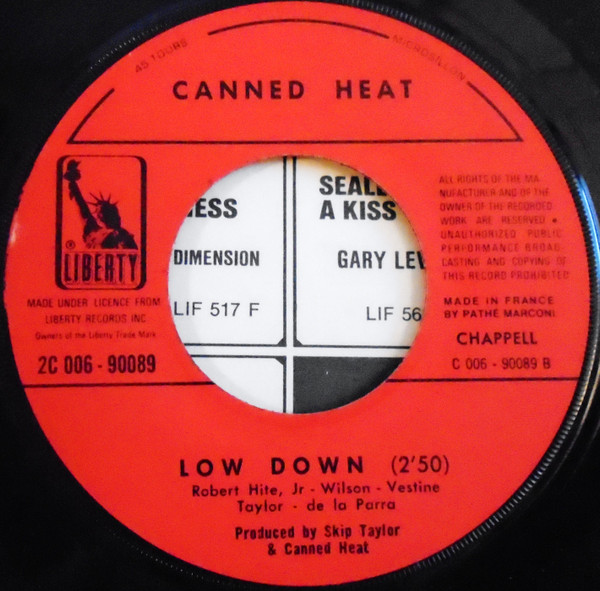 45 TOURS
MICROSILLON
CANNED HEAT
®
LIBERTY
MADE UNDER LICENCE FROM
LIBERTY RECORDS INC.
Owners of the Liberty Trade Mark
2C 006 - 90089
ALL RIGHTS OF THE MA-
NUFACTURER AND OF THE
OWNER OF THE RECORDED
WORK ARE RESERVED •
UNAUTHORIZED PUBLIC
PERFORMANCE BROAD-
CASTING AND COPYING OF
THIS RECORD PROHIBITED
MADE IN FRANCE
BY PATHE MARCONI
CHAPPELL
C 006 - 90089 B
NESS
DIMENSION
LIF 517 F
SEALE
A KISS
GARY LEV
LIF 56
LOW DOWN (2'50)
Robert Hite, Jr - Wilson - Vestine
Taylor - de la Parra
Produced by Skip Taylor
& Canned Heat